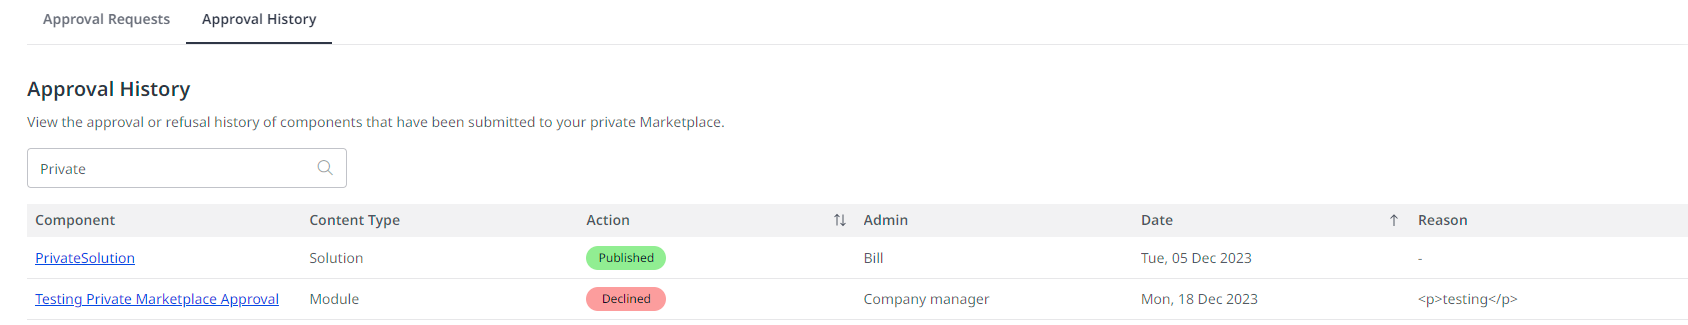 Approval Requests Approval History
Approval History
View the approval or refusal history of components that have been submitted to your private Marketplace.
Private
Component Content Type Action Admin Date Reason
PrivateSolution Solution Published Bill Tue, 05 Dec 2023 -
Testing Private Marketplace Approval Module Declined Company manager Mon, 18 Dec 2023 <p>testing</p>